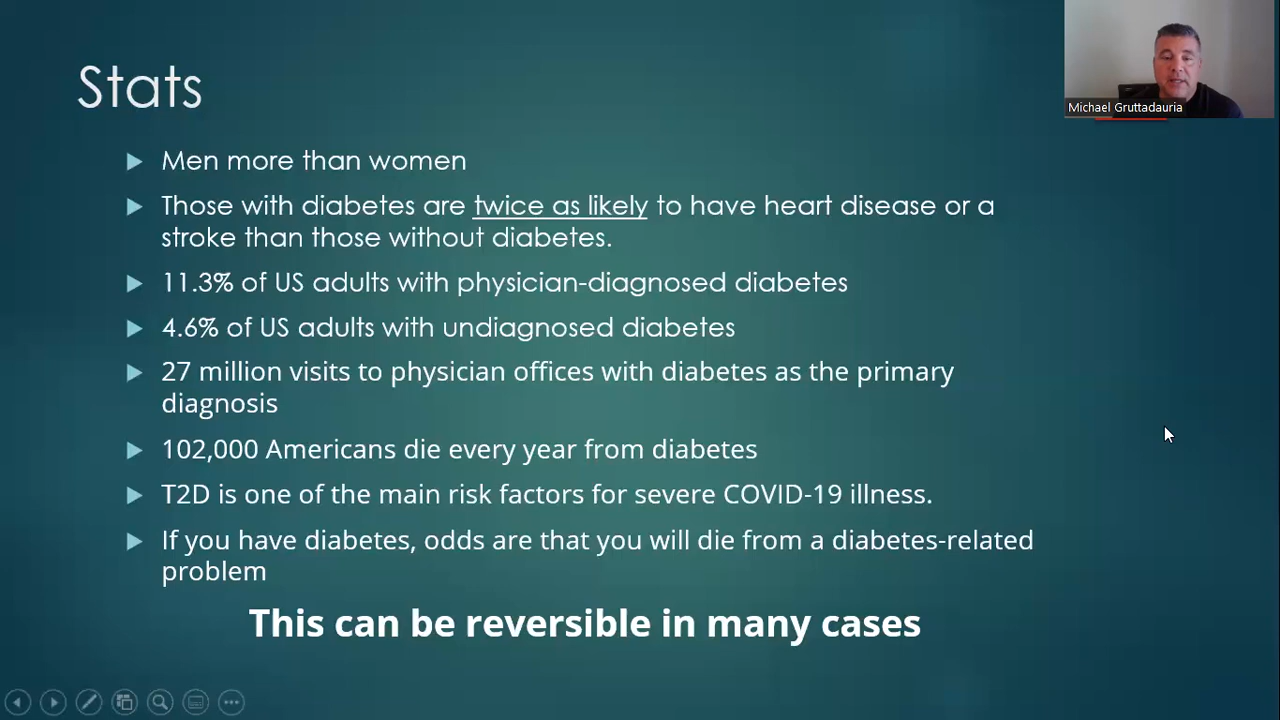 Stats
Michael Gruttadauria
Men more than women
Those with diabetes are twice as likely to have heart disease or a
stroke than those without diabetes.
11.3% of US adults with physician-diagnosed diabetes
4.6% of US adults with undiagnosed diabetes
27 million visits to physician offices with diabetes as the primary
diagnosis
102,000 Americans die every year from diabetes
T2D is one of the main risk factors for severe COVID-19 illness.
If you have diabetes, odds are that you will die from a diabetes-related
problem
This can be reversible in many cases